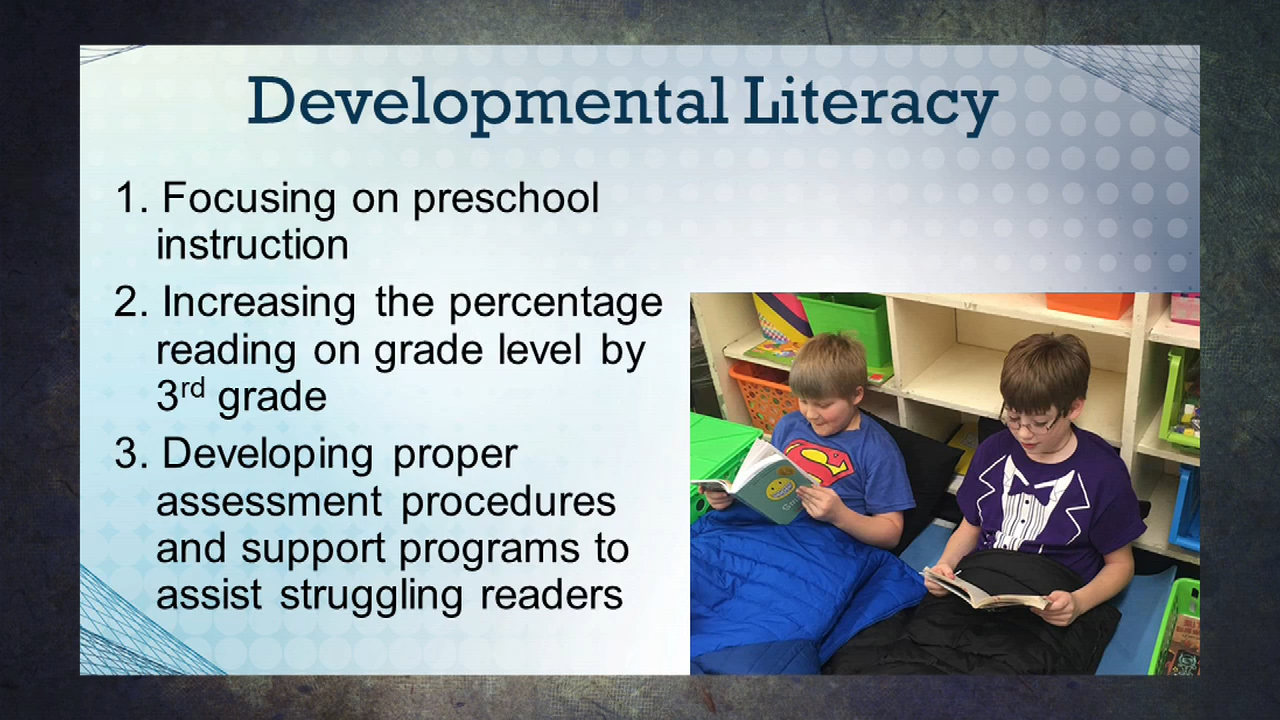 Developmental Literacy
1. Focusing on preschool
instruction
2. Increasing the percentage
reading on grade level by
3rd grade
3. Developing proper
assessment procedures
and support programs to
assist struggling readers